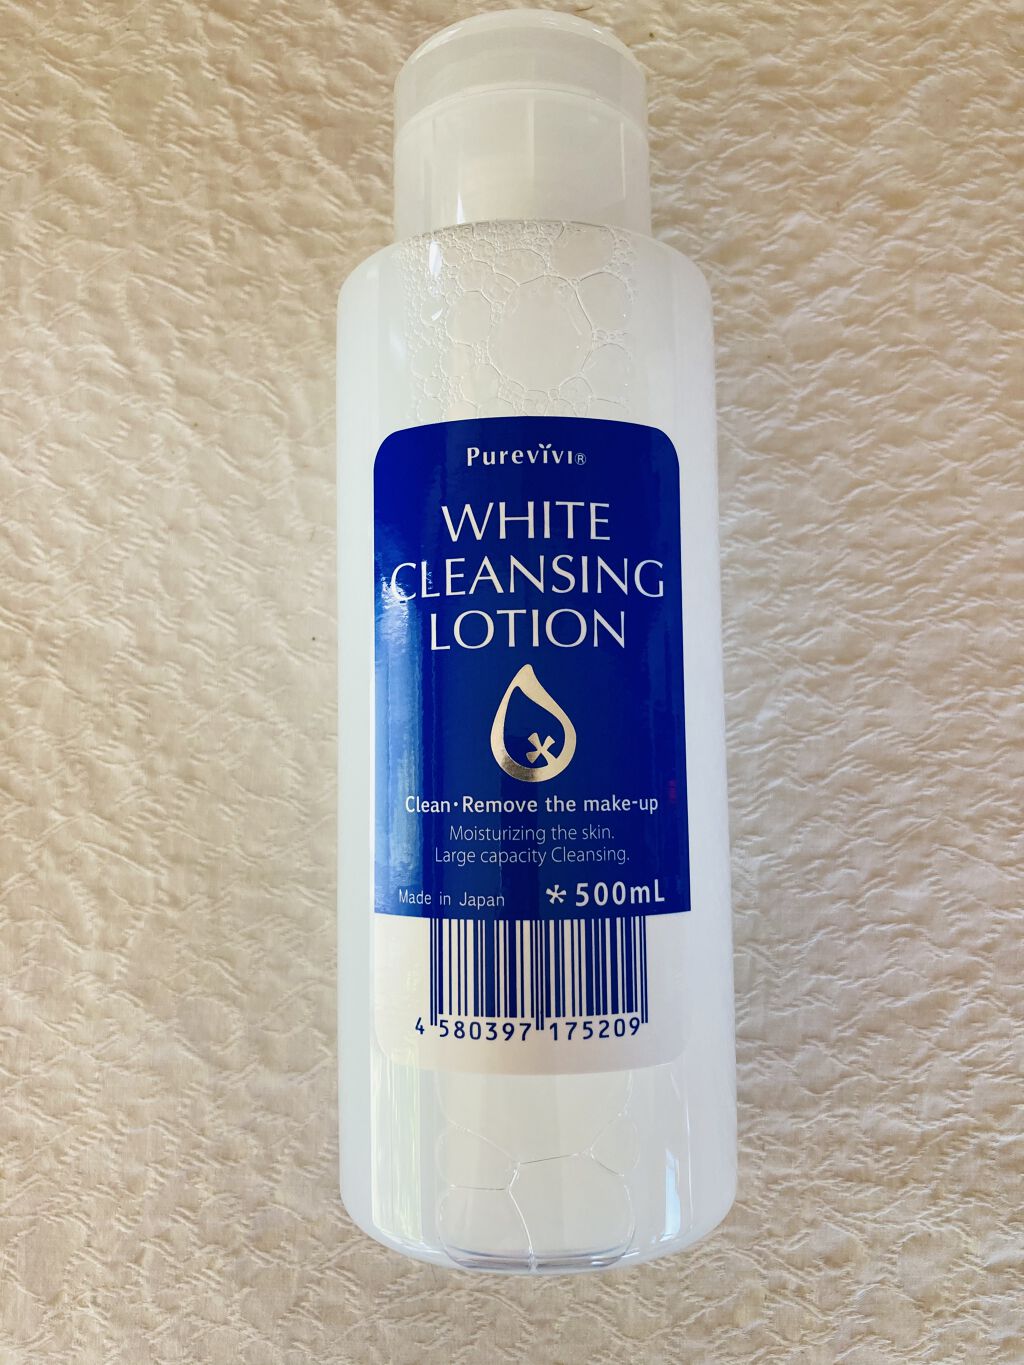 Purevivi®
WHITE
CLEANSING
LOTION
Clean・Remove the make-up
Moisturizing the skin.
Large capacity Cleansing.
Made in Japan *500mL
4 580397 175209